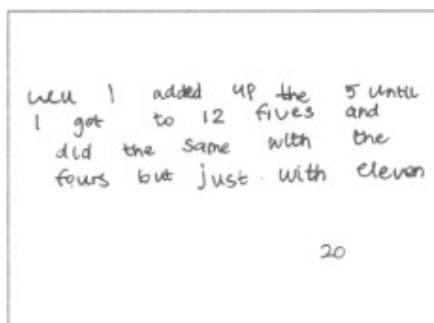 well I added up the 5 until
I got to 12 fives and
did the same with the
fours but just with eleven
20